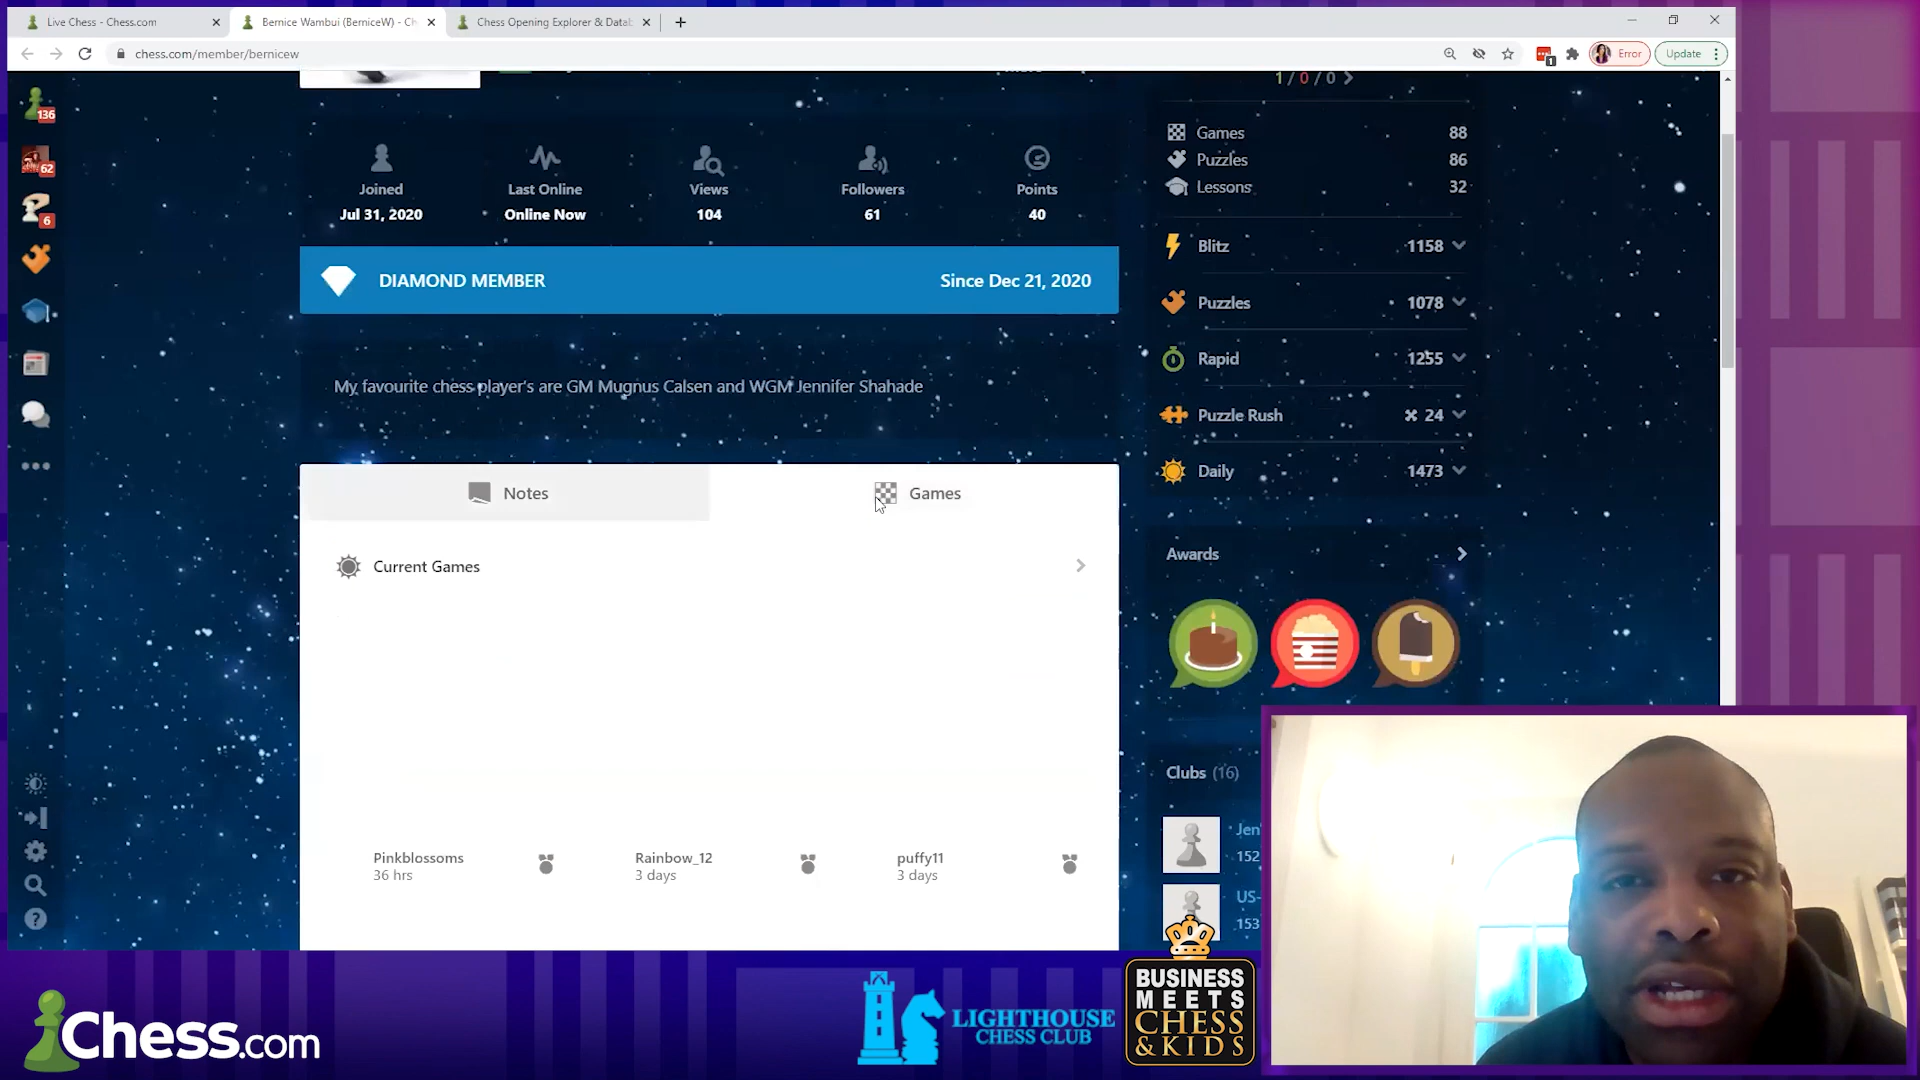 Live Chess - Chess.com
Bernice Wambui (BerniceW) - Ch
Chess Opening Explorer & Datab
chess.com/member/bernicew
1
Error
Update
136
62
6
1 / 0 / 0
Joined
Jul 31, 2020
Last Online
Online Now
Views
104
Followers
61
Points
40
DIAMOND MEMBER
Since Dec 21, 2020
My favourite chess player's are GM Mugnus Calsen and WGM Jennifer Shahade
Notes
Games
Current Games
Pinkblossoms
36 hrs
Rainbow_12
3 days
puffy11
3 days
Games 88
Puzzles 86
Lessons 32
Blitz 1158
Puzzles 1078
Rapid 1255
Puzzle Rush 24
Daily 1473
Awards
Clubs (16)
Jen
152
US-
153
Chess.com
LIGHTHOUSE
CHESS CLUB
BUSINESS
MEETS
CHESS
& KIDS